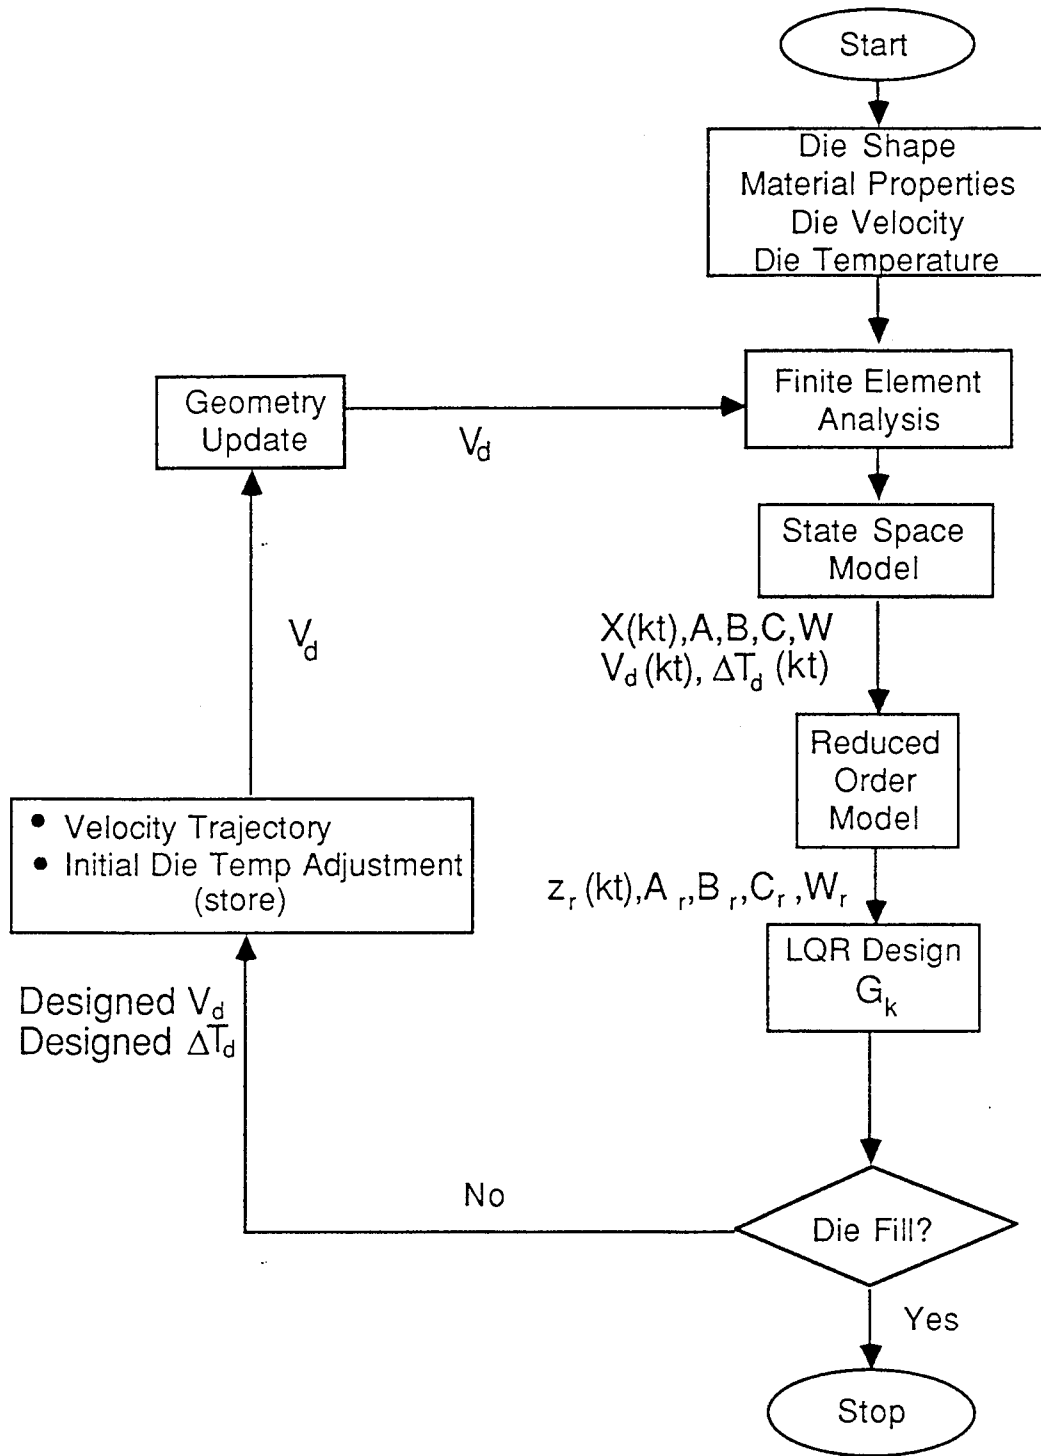 Start
Die Shape
Material Properties
Die Velocity
Die Temperature
Finite Element
Analysis
Geometry
Update
V_d
State Space
Model
X(kt),A,B,C,W
V_d(kt), ΔT_d (kt)
V_d
Reduced
Order
Model
• Velocity Trajectory
• Initial Die Temp Adjustment
(store)
z_r(kt),A_r,B_r,C_r,W_r
LQR Design
G_k
Designed V_d
Designed ΔT_d
No
Die Fill?
Yes
Stop